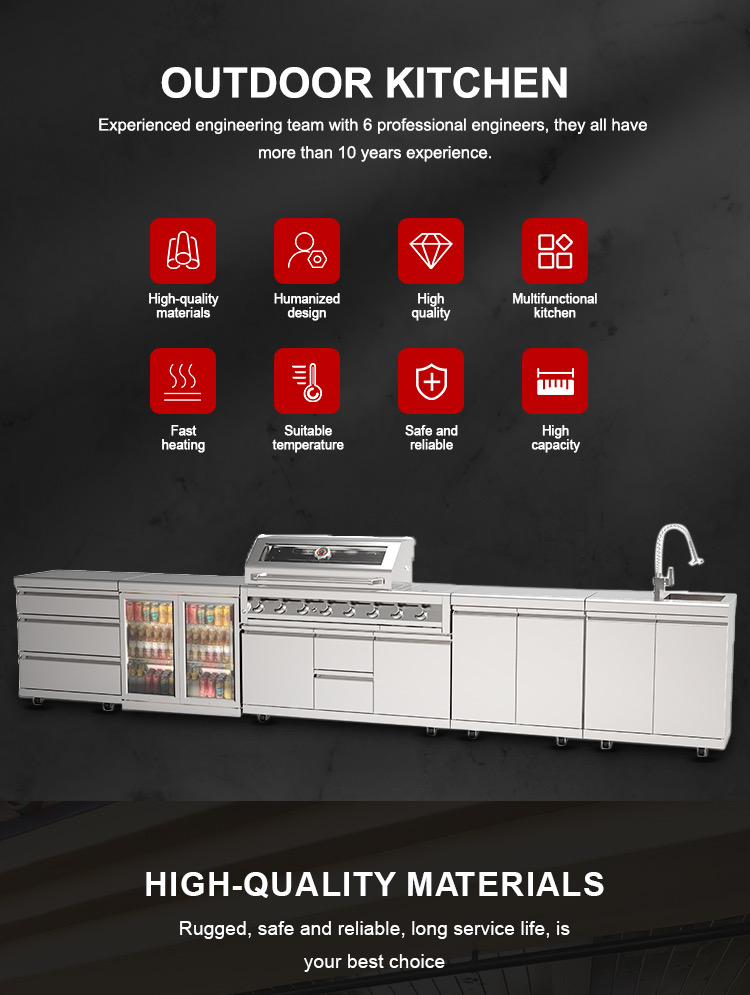 OUTDOOR KITCHEN
Experienced engineering team with 6 professional engineers, they all have
more than 10 years experience.
High-quality
materials
Humanized
design
High
quality
Multifunctional
kitchen
Fast
heating
Suitable
temperature
Safe and
reliable
High
capacity
HIGH-QUALITY MATERIALS
Rugged, safe and reliable, long service life, is
your best choice